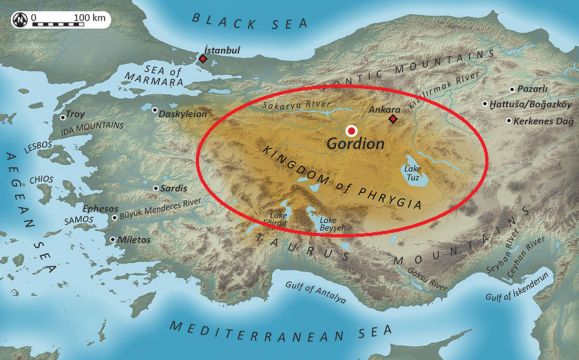 0 100 km
BLACK SEA
İstanbul
SEA of
MARMARA
PONTIC MOUNTAINS
Pazarlı
Sakarya River
Kızılırmak River
Ankara
Hattuša/Boğazköy
Kerkenes Dağ
Troy
Daskyleion
IDA MOUNTAINS
Gordion
LESBOS
KINGDOM of PHRYGIA
Lake
Tuz
AEGEAN SEA
CHIOS
Sardis
Ephesos
SAMOS
Büyük Menderes River
Miletos
Lake
Eğirdir
Lake
Beyşehir
TAURUS MOUNTAINS
Göksu River
Seyhan River
Ceyhan River
Gulf of Antalya
Gulf of İskenderun
MEDITERRANEAN SEA